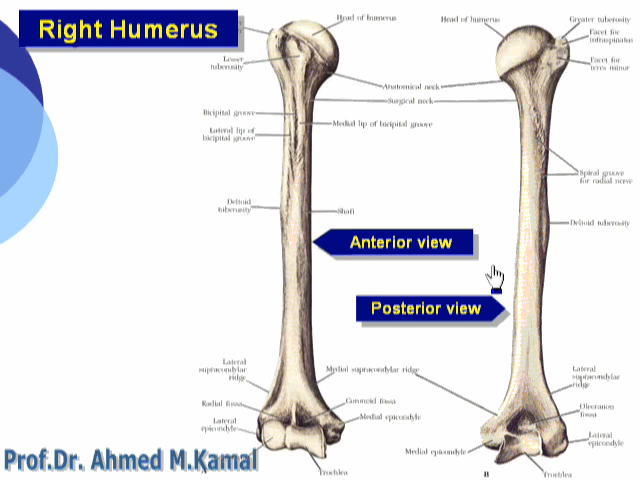 Right Humerus
Head of humerus
Lesser
tuberosity
Anatomical neck
Surgical neck
Bicipital groove
Lateral lip of
bicipital groove
Medial lip of bicipital groove
Deltoid
tuberosity
Shaft
Anterior view
Lateral
supracondylar
ridge
Medial supracondylar ridge
Radial fossa
Coronoid fossa
Lateral
epicondyle
Medial epicondyle
Trochlea
A
Head of humerus
Greater tuberosity
Facet for
infraspinatus
Facet for
teres minor
Spiral groove
for radial nerve
Deltoid tuberosity
Posterior view
Lateral
supracondylar
ridge
Olecranon
fossa
Lateral
epicondyle
Medial epicondyle
B
Trochlea
Prof.Dr. Ahmed M.Kamal